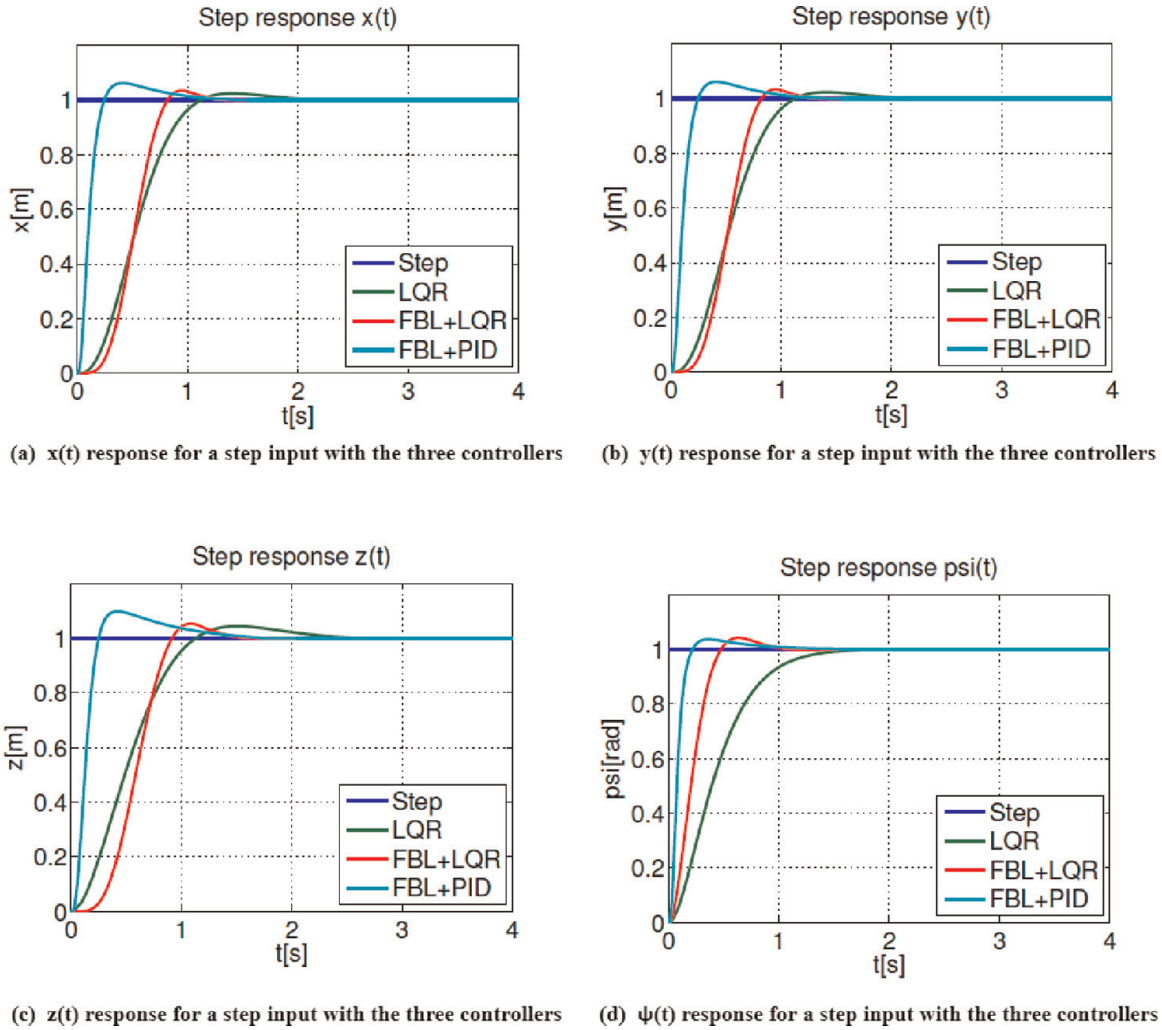 Step response x(t)
x[m]
1
0.8
0.6
0.4
0.2
0
0 1 2 3 4
t[s]
Step
LQR
FBL+LQR
FBL+PID
(a) x(t) response for a step input with the three controllers
Step response y(t)
y[m]
1
0.8
0.6
0.4
0.2
0
0 1 2 3 4
t[s]
Step
LQR
FBL+LQR
FBL+PID
(b) y(t) response for a step input with the three controllers
Step response z(t)
z[m]
1
0.8
0.6
0.4
0.2
0
0 1 2 3 4
t[s]
Step
LQR
FBL+LQR
FBL+PID
(c) z(t) response for a step input with the three controllers
Step response psi(t)
psi[rad]
1
0.8
0.6
0.4
0.2
0
0 1 2 3 4
t[s]
Step
LQR
FBL+LQR
FBL+PID
(d) ψ(t) response for a step input with the three controllers